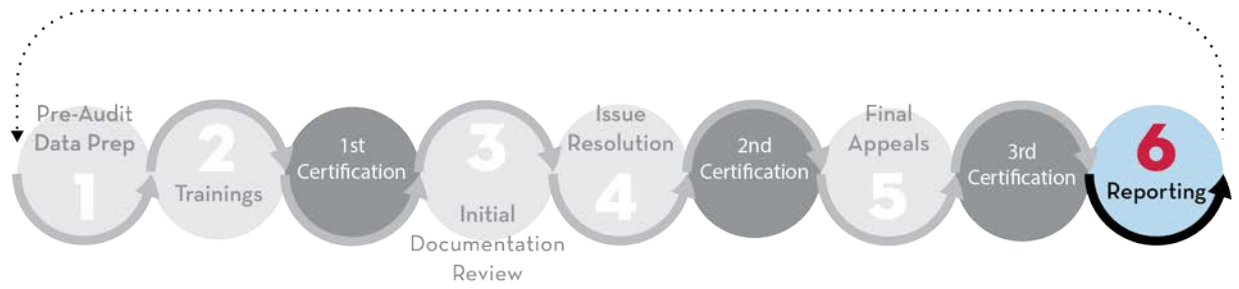 Pre-Audit
Data Prep
1
2
Trainings
1st
Certification
3
Initial
Documentation
Review
Issue
Resolution
4
2nd
Certification
Final
Appeals
5
3rd
Certification
6
Reporting